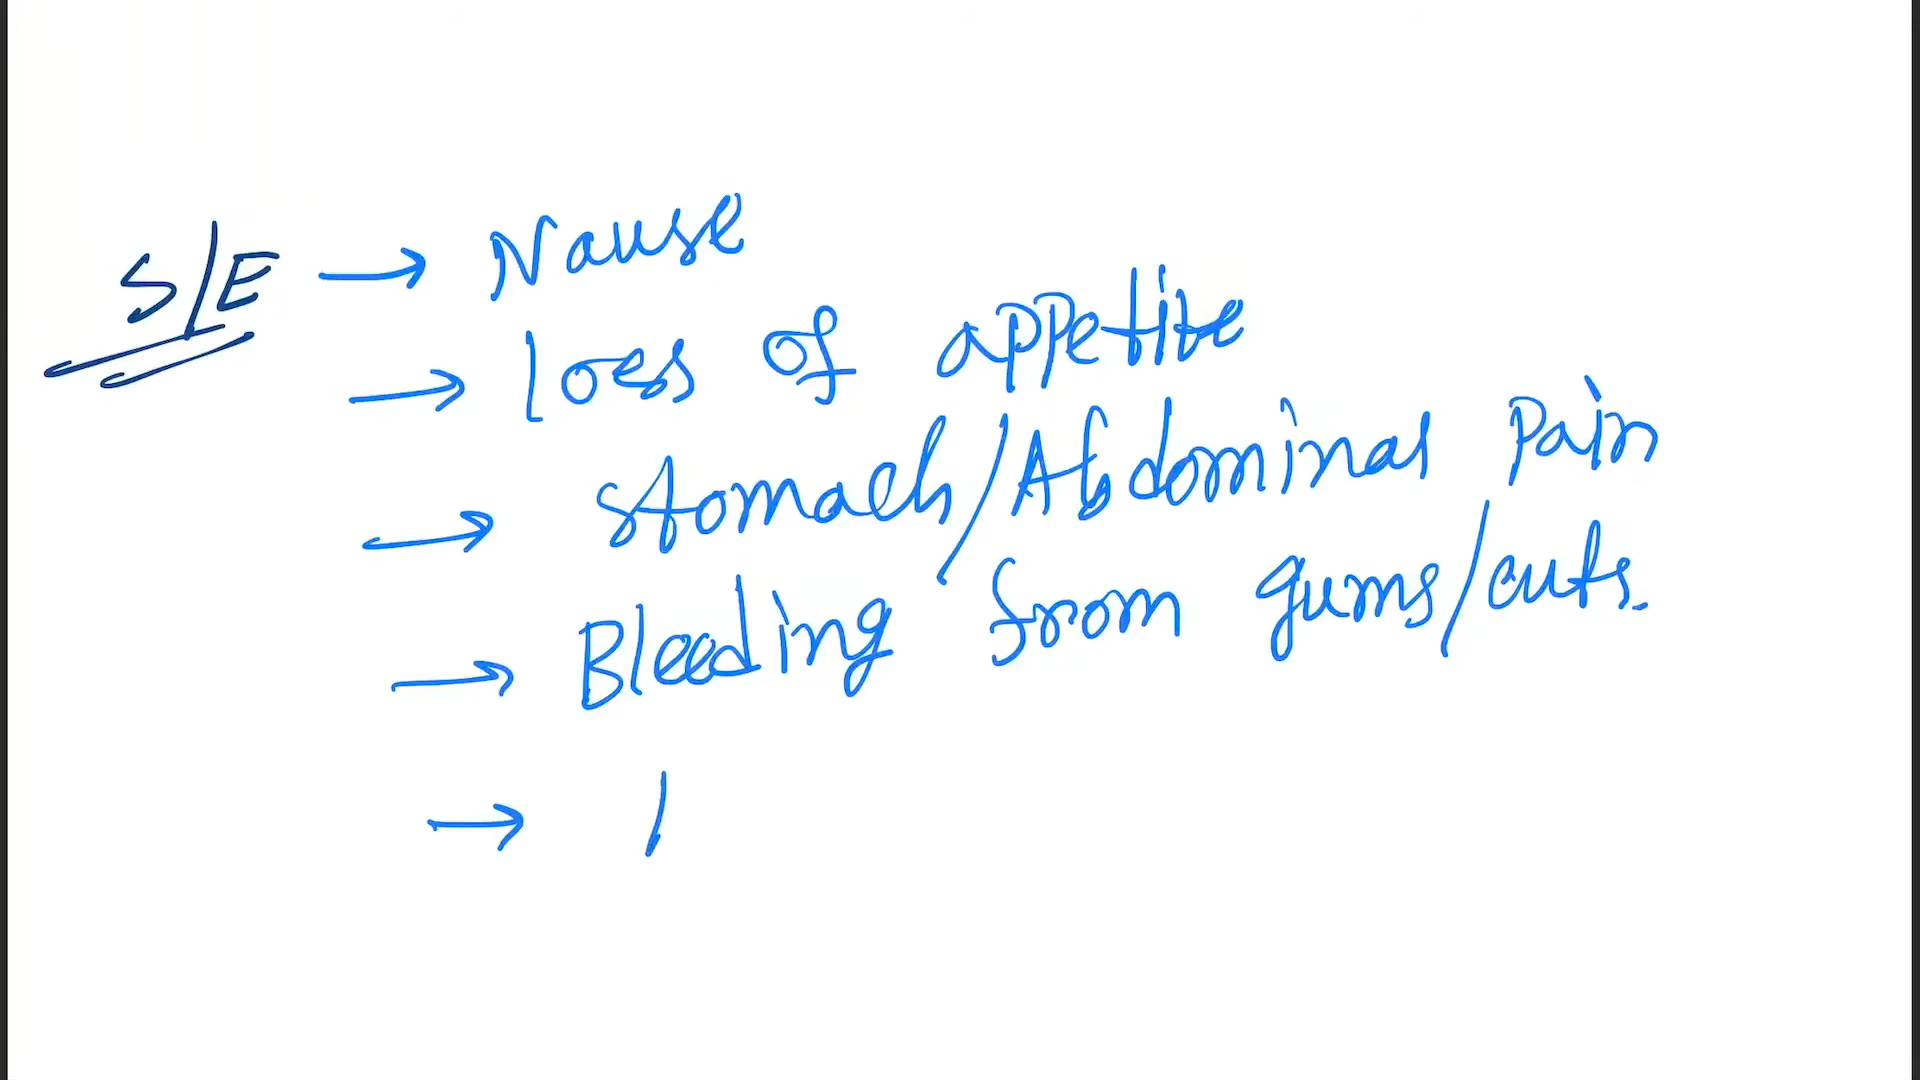 S/E → Nause
→ loss of appetite
→ Stomach/Abdominal Pain
→ Bleeding from gums/cuts.
→